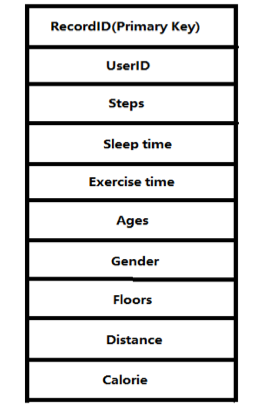 RecordID(Primary Key)
UserID
Steps
Sleep time
Exercise time
Ages
Gender
Floors
Distance
Calorie